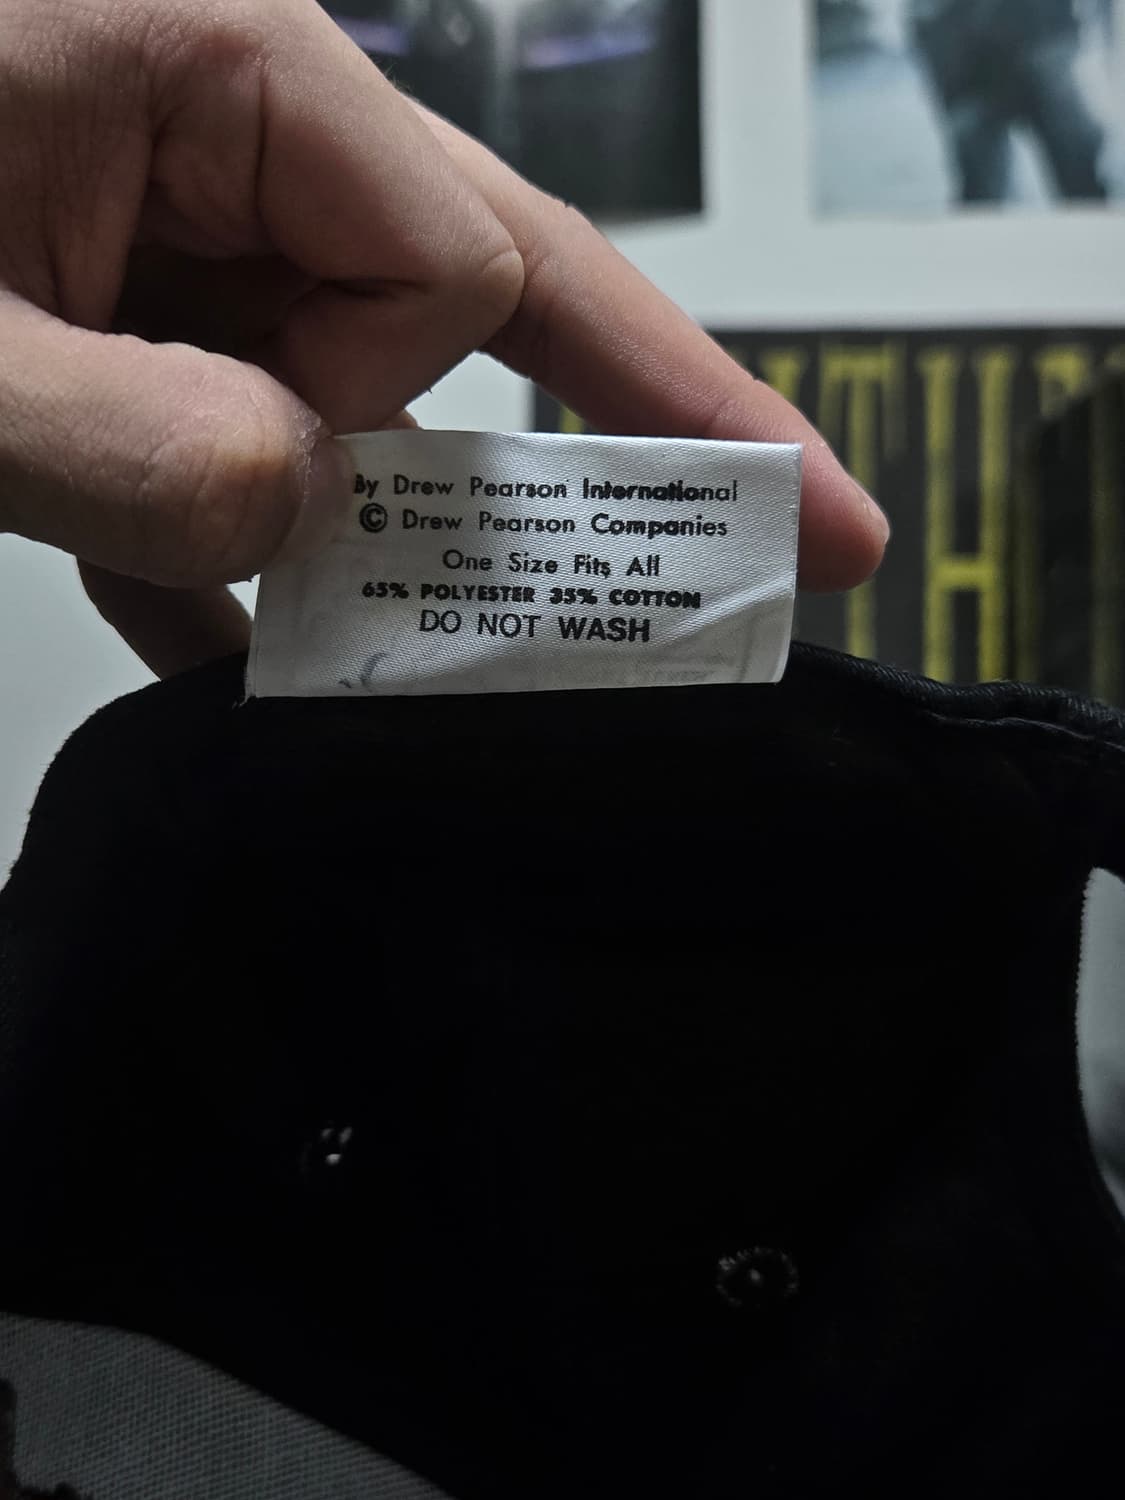 By Drew Pearson International
© Drew Pearson Companies
One Size Fits All
65% POLYESTER 35% COTTON
DO NOT WASH